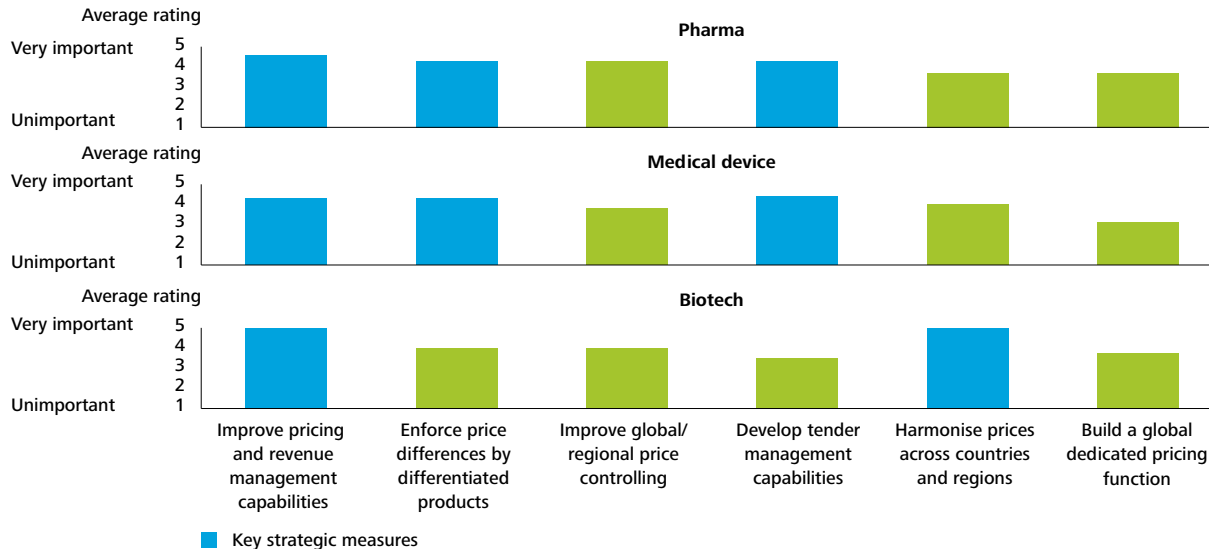 Average rating
Pharma
Very important
5
4
3
2
Unimportant
1
Average rating
Medical device
Very important
5
4
3
2
Unimportant
1
Average rating
Biotech
Very important
5
4
3
2
Unimportant
1
Improve pricing
and revenue
management
capabilities
Enforce price
differences by
differentiated
products
Improve global/
regional price
controlling
Develop tender
management
capabilities
Harmonise prices
across countries
and regions
Build a global
dedicated pricing
function
Key strategic measures